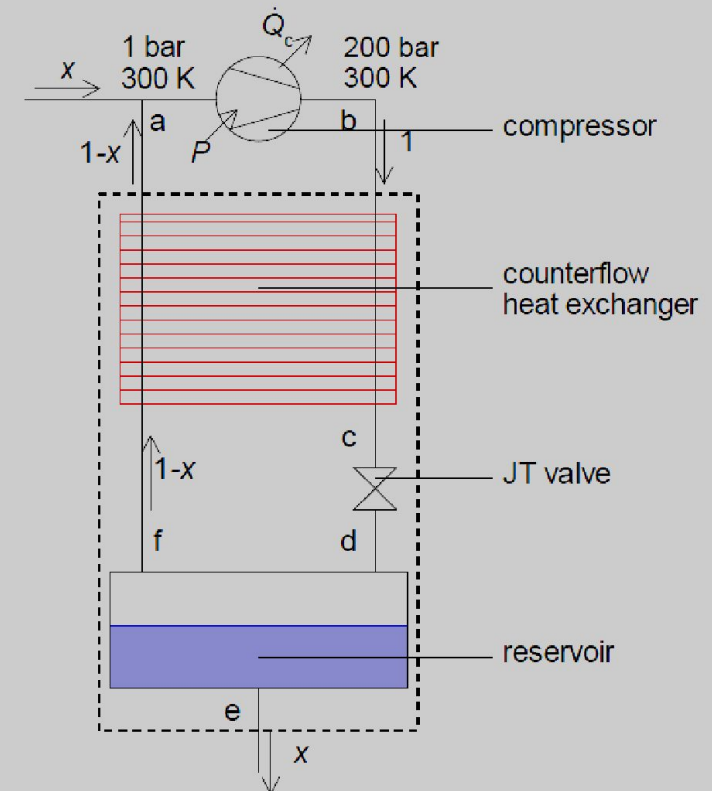 Q̇c
1 bar
300 K
200 bar
300 K
x
a
b
P
compressor
1-x
1
counterflow
heat exchanger
c
1-x
JT valve
f
d
reservoir
e
x